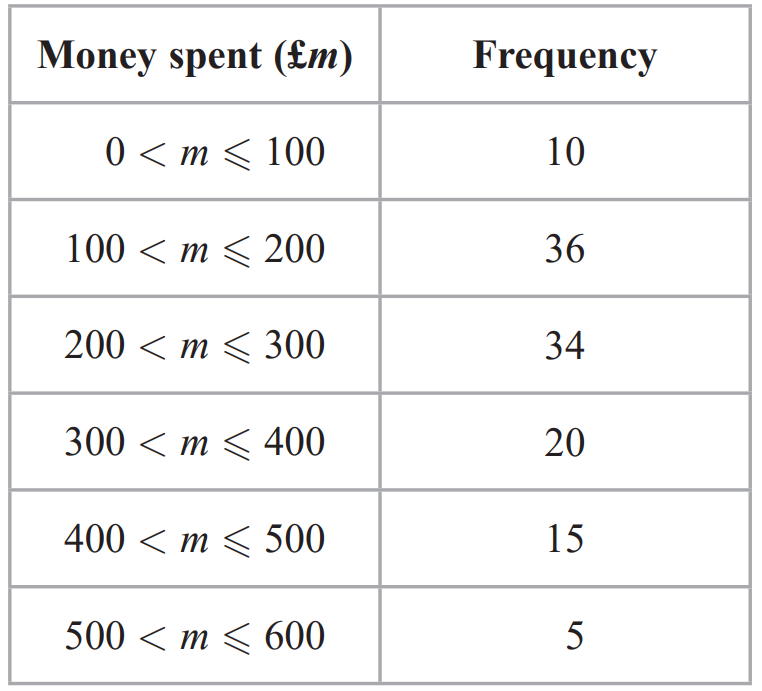 Money spent (£m) Frequency
0 < m ⩽ 100 10
100 < m ⩽ 200 36
200 < m ⩽ 300 34
300 < m ⩽ 400 20
400 < m ⩽ 500 15
500 < m ⩽ 600 5